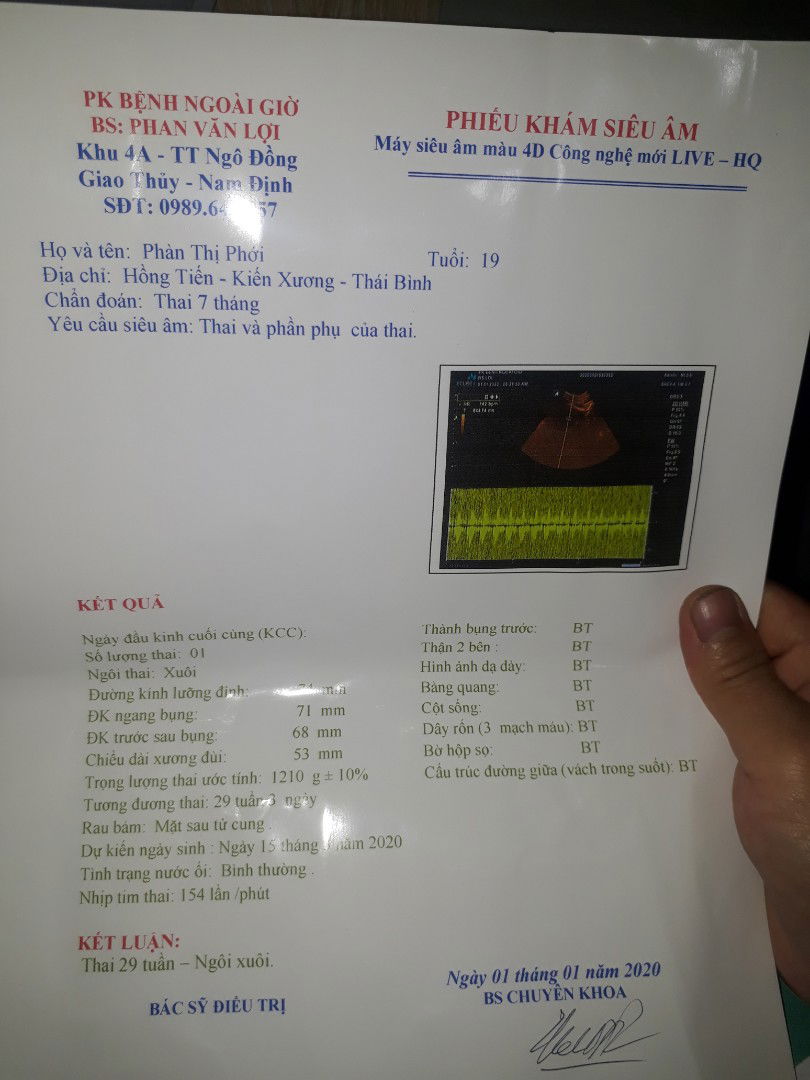 PK BỆNH NGOÀI GIỜ
BS: PHAN VĂN LỢI
Khu 4A - TT Ngô Đồng
Giao Thủy - Nam Định
SĐT: 0989.6
PHIẾU KHÁM SIÊU ÂM
Máy siêu âm màu 4D Công nghệ mới LIVE – HQ
Họ và tên: Phàn Thị Phới
Tuổi: 19
Địa chỉ: Hồng Tiến - Kiến Xương - Thái Bình
Chẩn đoán: Thai 7 tháng
Yêu cầu siêu âm: Thai và phần phụ của thai.
KẾT QUẢ
Ngày đầu kinh cuối cùng (KCC):
Số lượng thai: 01
Ngôi thai: Xuôi
Đường kính lưỡng đỉnh: mm
ĐK ngang bụng: 71 mm
ĐK trước sau bụng: 68 mm
Chiều dài xương đùi: 53 mm
Trọng lượng thai ước tính: 1210 g ± 10%
Tương đương thai: 29 tuần 3 ngày
Rau bám: Mặt sau tử cung .
Dự kiến ngày sinh : Ngày 15 tháng năm 2020
Tình trạng nước ối: Bình thường .
Nhịp tim thai: 154 lần /phút
Thành bụng trước: BT
Thận 2 bên : BT
Hình ảnh dạ dày: BT
Bàng quang: BT
Cột sống: BT
Dây rốn (3 mạch máu): BT
Bờ hộp sọ: BT
Cấu trúc đường giữa (vách trong suốt): BT
KẾT LUẬN:
Thai 29 tuần – Ngôi xuôi.
BÁC SỸ ĐIỀU TRỊ
Ngày 01 tháng 01 năm 2020
BS CHUYÊN KHOA